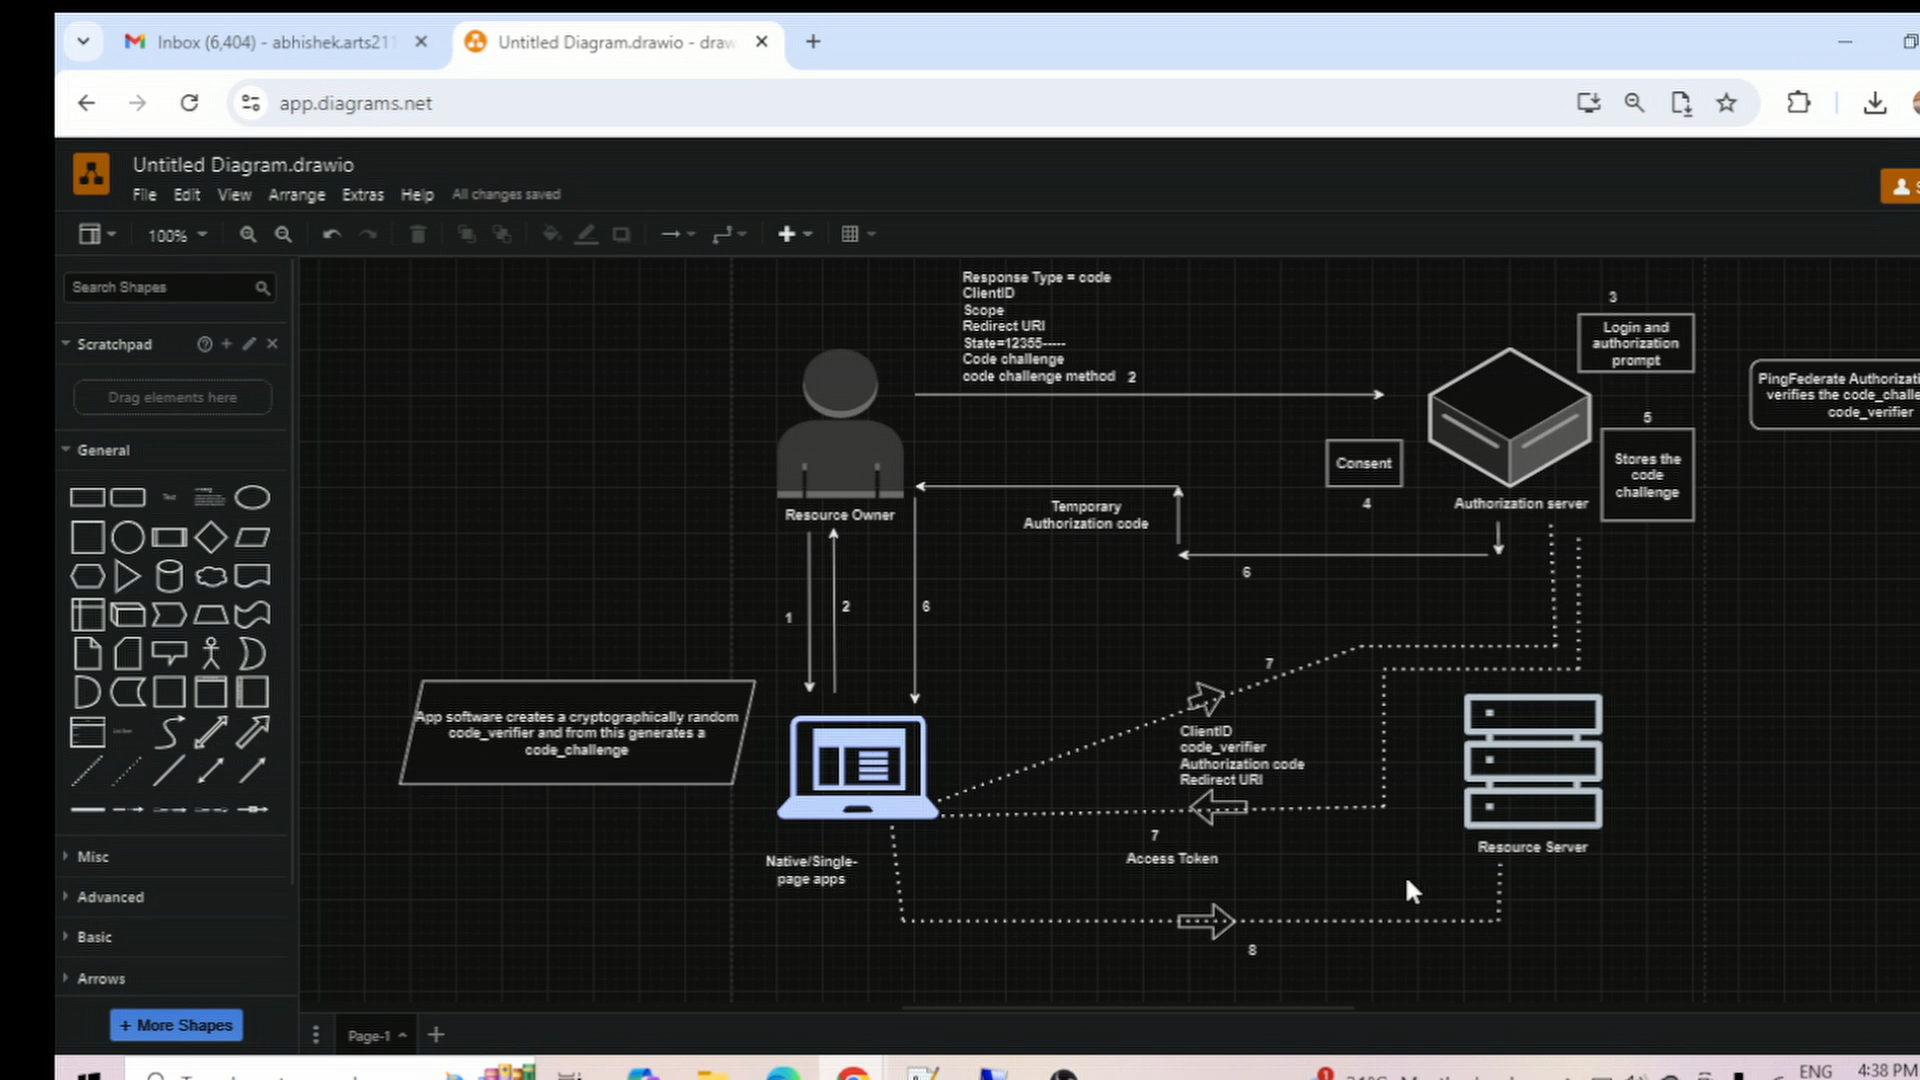 Inbox (6,404) - abhishek.arts211
Untitled Diagram.drawio - draw
app.diagrams.net
Untitled Diagram.drawio
File Edit View Arrange Extras Help All changes saved
100%
Search Shapes
Scratchpad
Drag elements here
General
Text
Misc
Advanced
Basic
Arrows
+ More Shapes
Response Type = code
ClientID
Scope
Redirect URI
State=12355-----
Code challenge
code challenge method 2
3
Login and
authorization
prompt
PingFederate
verifies the
code_verifier
5
Stores the
code
challenge
Consent
4
Authorization server
Resource Owner
Temporary
Authorization code
6
1
2
6
7
App software creates a cryptographically random
code_verifier and from this generates a
code_challenge
ClientID
code_verifier
Authorization code
Redirect URI
7
Access Token
Resource Server
Native/Single-
page apps
8
Page-1
ENG
4:38 PM